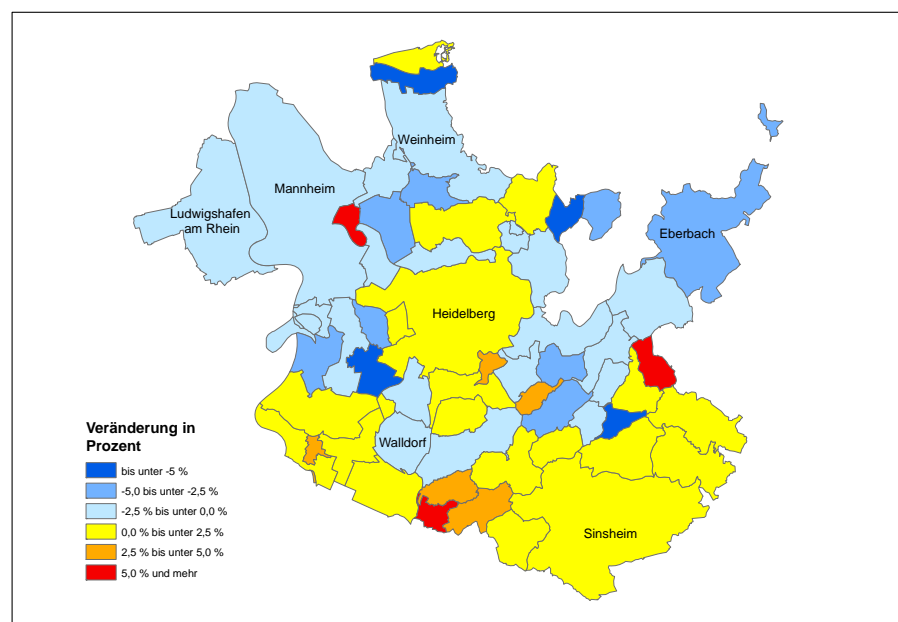 Weinheim
Mannheim
Ludwigshafen
am Rhein
Eberbach
Heidelberg
Walldorf
Sinsheim
Veränderung in
Prozent
bis unter -5 %
-5,0 bis unter -2,5 %
-2,5 % bis unter 0,0 %
0,0 % bis unter 2,5 %
2,5 % bis unter 5,0 %
5,0 % und mehr